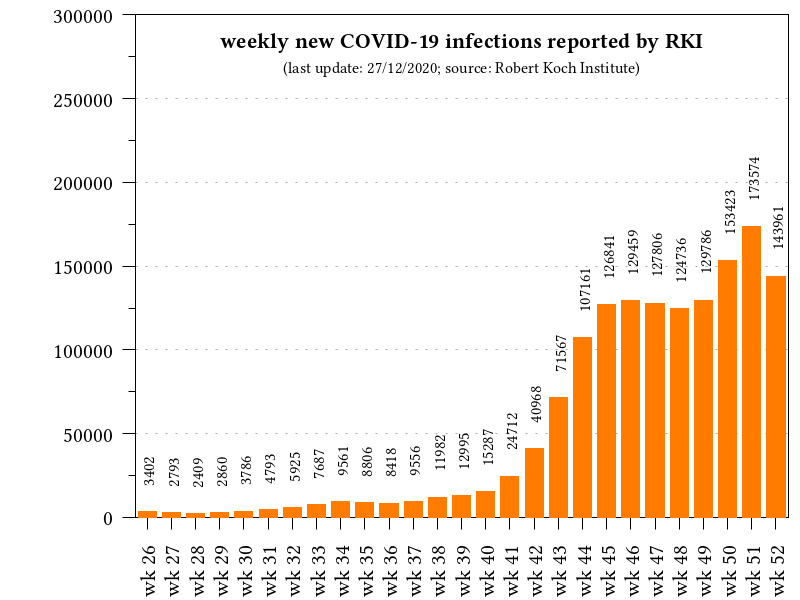 weekly new COVID-19 infections reported by RKI
(last update: 27/12/2020; source: Robert Koch Institute)
300000
250000
200000
150000
100000
50000
0
3402
2793
2409
2860
3786
4793
5925
7687
9561
8806
8418
9556
11982
12995
15287
24712
40968
71567
107161
126841
129459
127806
124736
129786
153423
173574
143961
wk 26
wk 27
wk 28
wk 29
wk 30
wk 31
wk 32
wk 33
wk 34
wk 35
wk 36
wk 37
wk 38
wk 39
wk 40
wk 41
wk 42
wk 43
wk 44
wk 45
wk 46
wk 47
wk 48
wk 49
wk 50
wk 51
wk 52